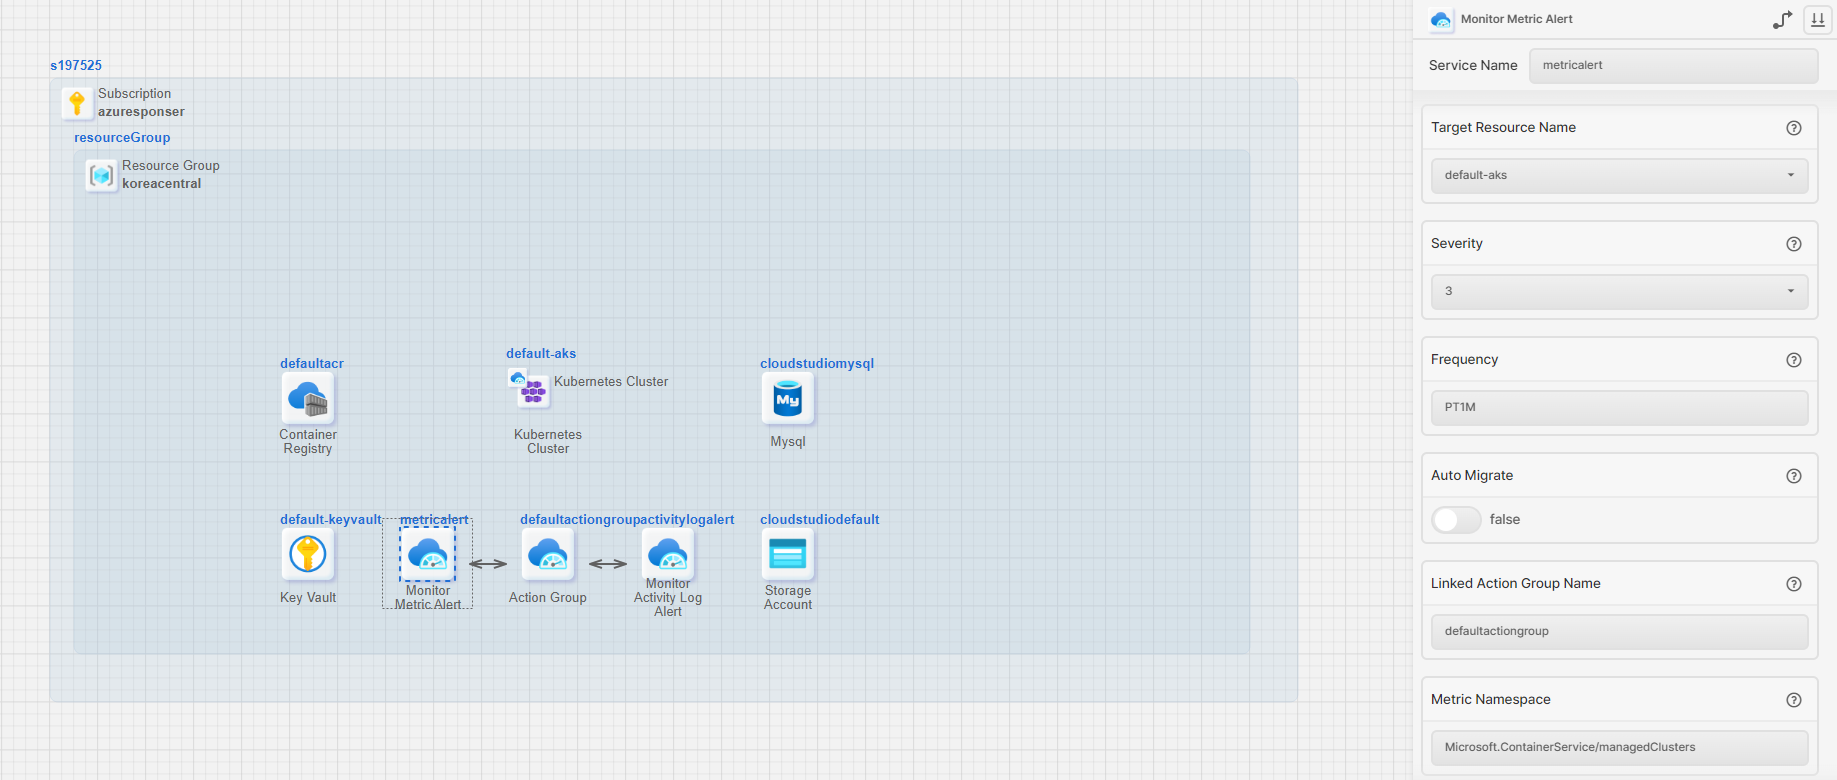 s197525
Subscription
azuresponser
resourceGroup
Resource Group
koreacentral
defaultacr
Container
Registry
default-aks
Kubernetes Cluster
Kubernetes
Cluster
cloudstudiomysql
Mysql
default-keyvault
Key Vault
metricalert
Monitor
Metric Alert
defaultactiongroup
Action Group
activitylogalert
Monitor
Activity Log
Alert
cloudstudiodefault
Storage
Account
Monitor Metric Alert
Service Name
metricalert
Target Resource Name
default-aks
Severity
3
Frequency
PT1M
Auto Migrate
false
Linked Action Group Name
defaultactiongroup
Metric Namespace
Microsoft.ContainerService/managedClusters